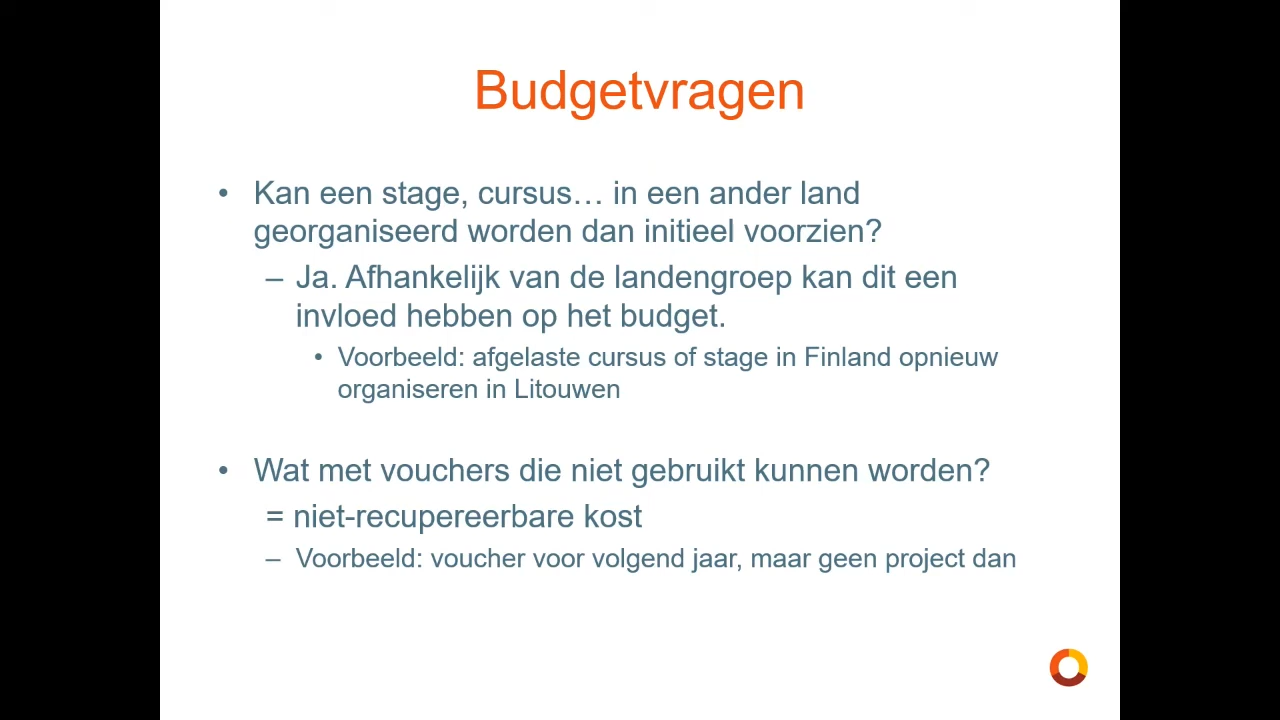 Budgetvragen
• Kan een stage, cursus… in een ander land
georganiseerd worden dan initieel voorzien?
– Ja. Afhankelijk van de landengroep kan dit een
invloed hebben op het budget.
• Voorbeeld: afgelaste cursus of stage in Finland opnieuw
organiseren in Litouwen
• Wat met vouchers die niet gebruikt kunnen worden?
= niet-recupereerbare kost
– Voorbeeld: voucher voor volgend jaar, maar geen project dan